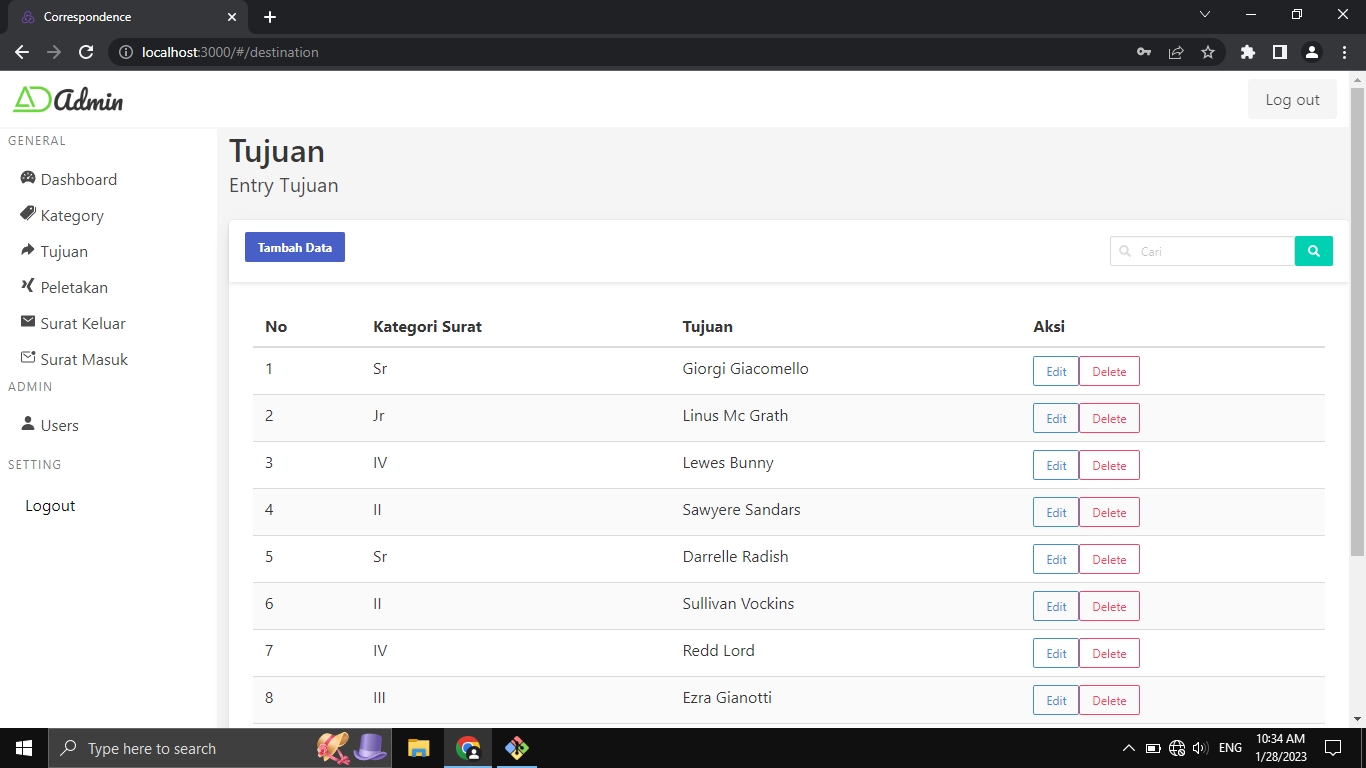 Correspondence
localhost:3000/#/destination
AD Admin
Log out
GENERAL
Dashboard
Kategory
Tujuan
Peletakan
Surat Keluar
Surat Masuk
ADMIN
Users
SETTING
Logout
Tujuan
Entry Tujuan
Tambah Data
Cari
No Kategori Surat Tujuan Aksi
1 Sr Giorgi Giacomello Edit Delete
2 Jr Linus Mc Grath Edit Delete
3 IV Lewes Bunny Edit Delete
4 II Sawyere Sandars Edit Delete
5 Sr Darrelle Radish Edit Delete
6 II Sullivan Vockins Edit Delete
7 IV Redd Lord Edit Delete
8 III Ezra Gianotti Edit Delete
Type here to search
ENG
10:34 AM
1/28/2023